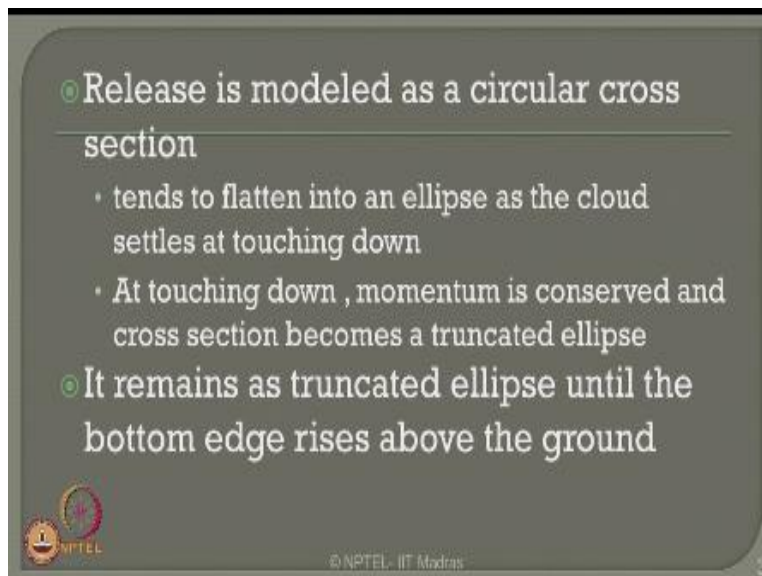 Release is modeled as a circular cross
section
tends to flatten into an ellipse as the cloud
settles at touching down
At touching down , momentum is conserved and
cross section becomes a truncated ellipse
It remains as truncated ellipse until the
bottom edge rises above the ground
NPTEL
© NPTEL- IIT Madras